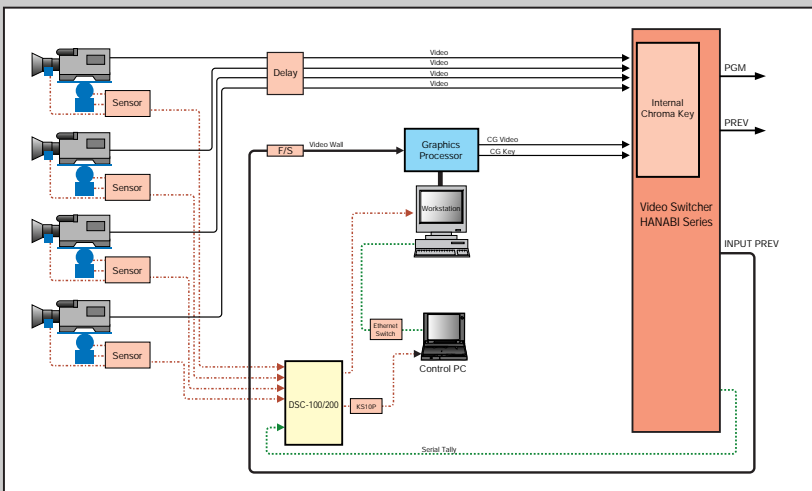 Video
Video
Video
Video
Delay
Sensor
Sensor
Sensor
Sensor
F/S
Video Wall
Graphics
Processor
CG Video
CG Key
Workstation
Ethernet
Switch
Control PC
DSC-100/200
KS10P
Serial Tally
Internal
Chroma Key
Video Switcher
HANABI Series
PGM
PREV
INPUT PREV